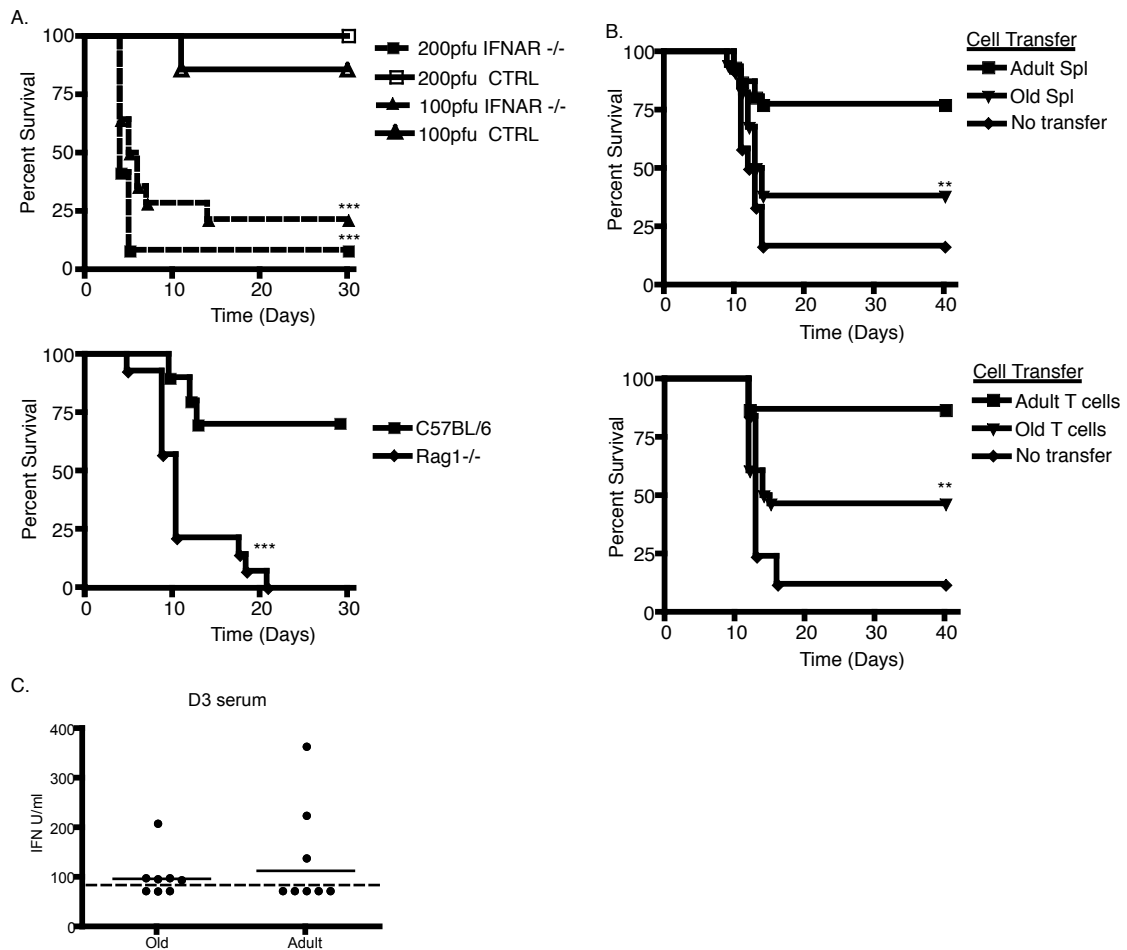 A.
100
75
50
25
0
Percent Survival
0 10 20 30
Time (Days)
200pfu IFNAR -/-
200pfu CTRL
100pfu IFNAR -/-
100pfu CTRL
***
***
100
75
50
25
0
Percent Survival
0 10 20 30
Time (Days)
C57BL/6
Rag1-/-
***
B.
100
75
50
25
0
Percent Survival
0 10 20 30 40
Time (Days)
Cell Transfer
Adult Spl
Old Spl
No transfer
**
100
75
50
25
0
Percent Survival
0 10 20 30 40
Time (Days)
Cell Transfer
Adult T cells
Old T cells
No transfer
**
C.
D3 serum
400
300
200
100
0
IFN U/ml
Old Adult